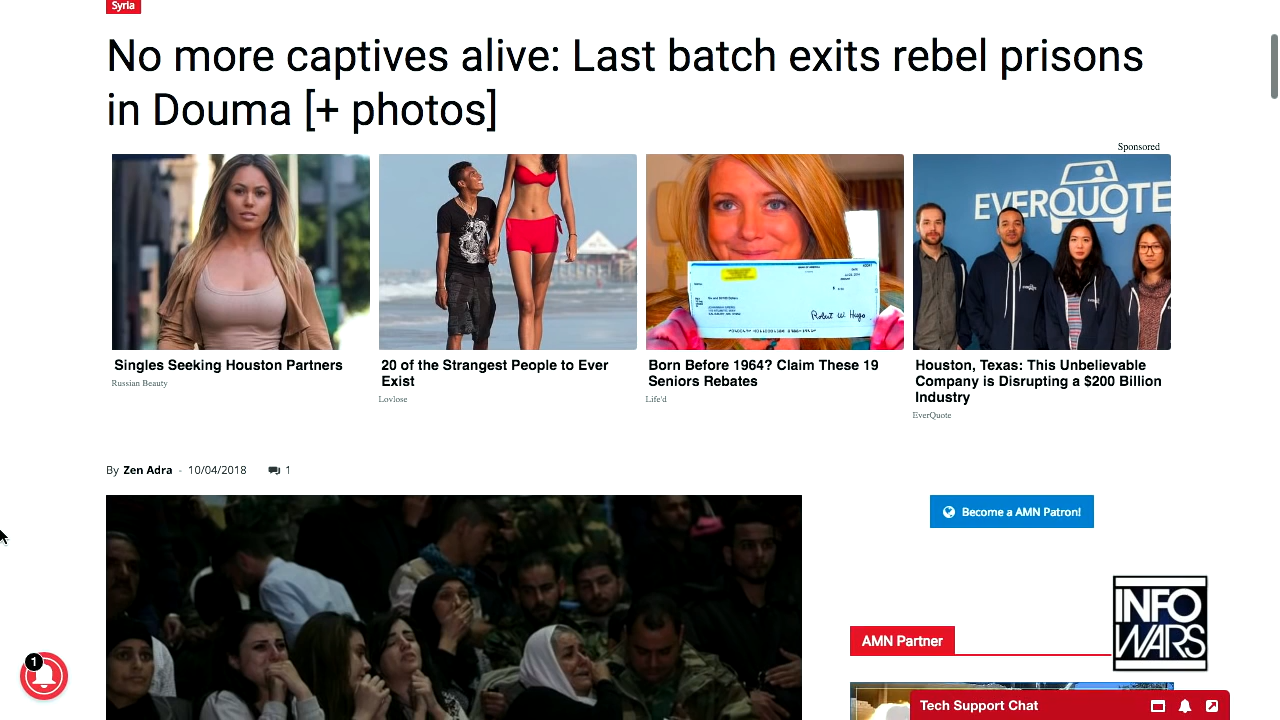 Syria
No more captives alive: Last batch exits rebel prisons
in Douma [+ photos]
Sponsored
EVERQUOTE
Robert W. Hugo
Singles Seeking Houston Partners
Russian Beauty
20 of the Strangest People to Ever
Exist
Lovlose
Born Before 1964? Claim These 19
Seniors Rebates
Life'd
Houston, Texas: This Unbelievable
Company is Disrupting a $200 Billion
Industry
EverQuote
By Zen Adra - 10/04/2018 1
Become a AMN Patron!
INFO
WARS
AMN Partner
1
Tech Support Chat